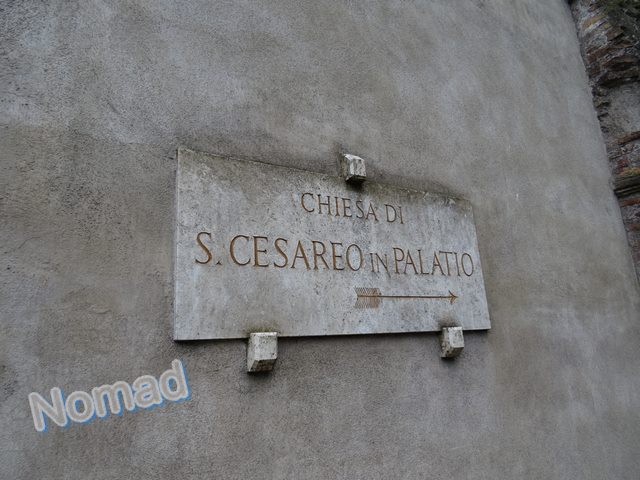 CHIESA DI
S. CESAREO IN PALATIO
Nomad